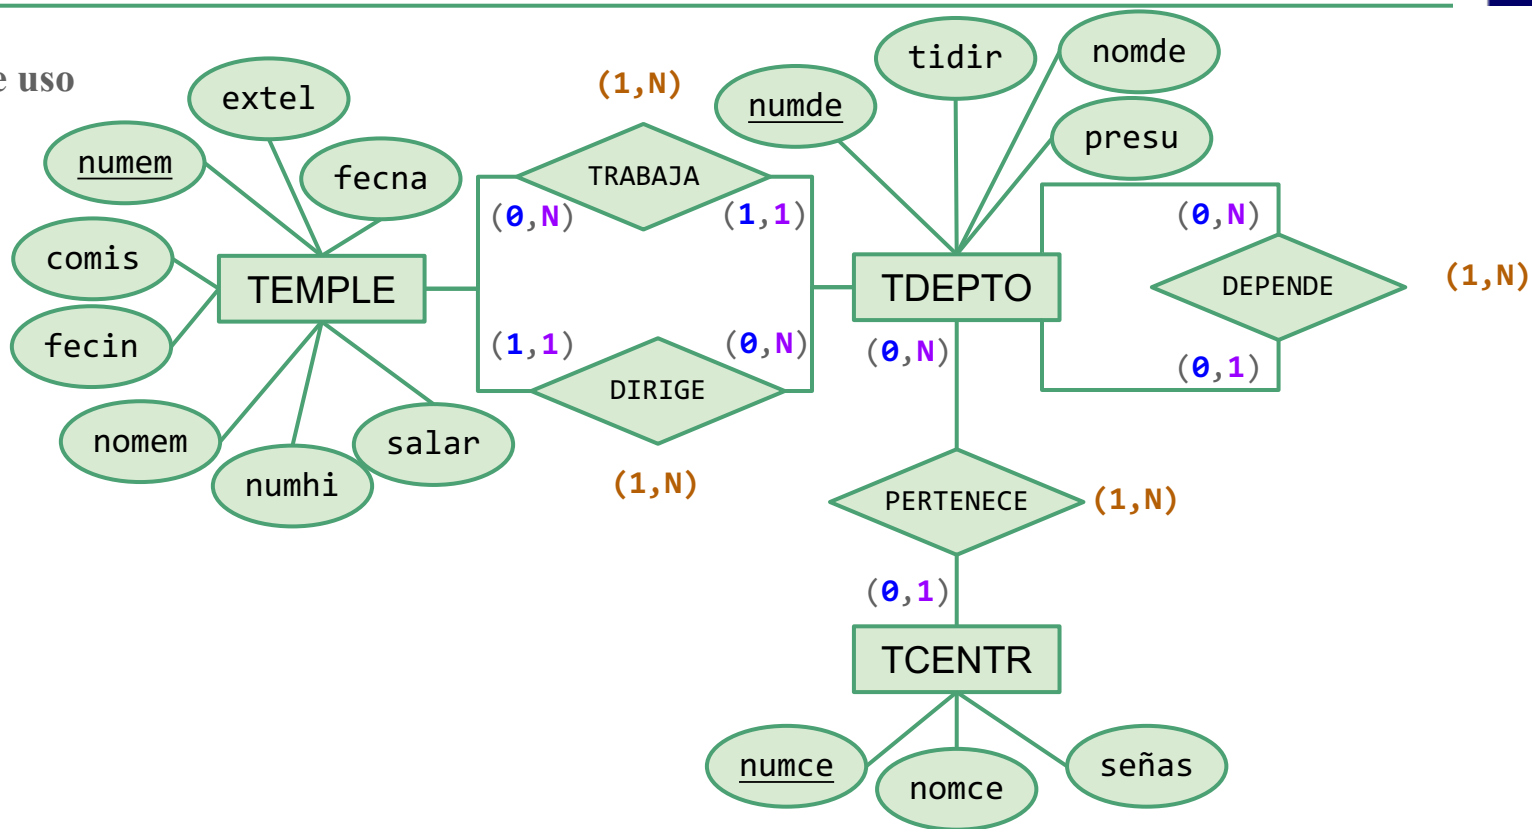 e uso
extel
numem
fecna
comis
TEMPLE
fecin
nomem
numhi
salar
(1,N)
TRABAJA
(0,N)
(1,1)
(1,1)
(0,N)
DIRIGE
(1,N)
tidir
nomde
numde
presu
TDEPTO
(0,N)
DEPENDE
(1,N)
(0,1)
(0,N)
PERTENECE
(1,N)
(0,1)
TCENTR
numce
nomce
señas